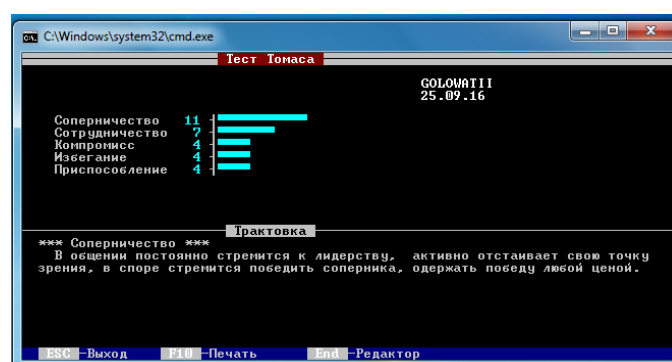 C:\Windows\system32\cmd.exe
Тест Томаса
GOLOWATII
25.09.16
Соперничество 11
Сотрудничество 7
Компромисс 4
Избегание 4
Приспособление 4
Трактовка
*** Соперничество ***
В общении постоянно стремится к лидерству, активно отстаивает свою точку
зрения, в споре стремится победить соперника, одержать победу любой ценой.
ESC -Выход F10 -Печать End -Редактор